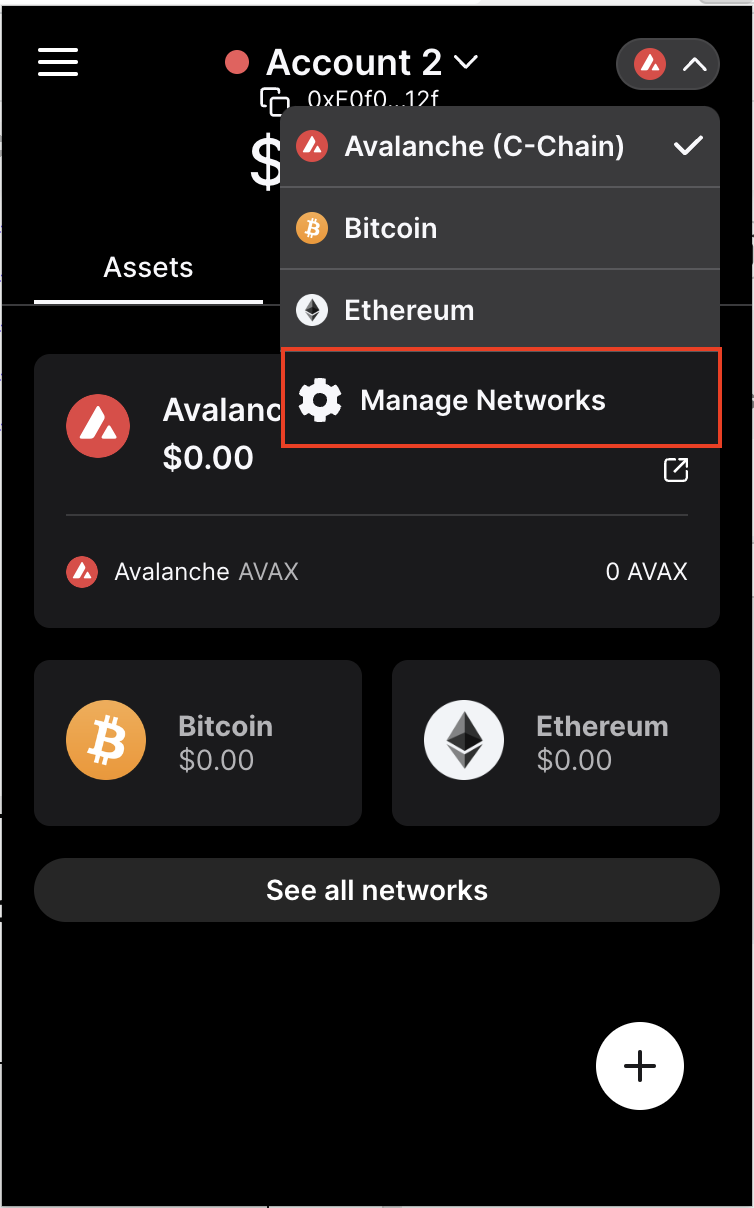 Account 2
0xE0f0...12f
$
Avalanche (C-Chain)
Bitcoin
Assets
Ethereum
Manage Networks
Avalanc
$0.00
Avalanche AVAX
0 AVAX
Bitcoin
$0.00
Ethereum
$0.00
See all networks